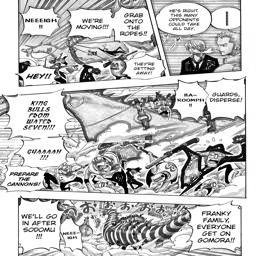 HE'S RIGHT. THIS
MANY OPPONENTS
COULD TAKE
ALL DAY.
GRAB
ONTO
THE
ROPES!!
THEY'RE
GETTING
AWAY!
WE'RE
MOVING!!!
NEEEIGH
!!
HEY!!
GUARDS,
DISPERSE!
BA-
ROOMPH
!!
KING
BULLS
FROM
WATER
SEVEN!!!
GUAAAAH
!!!
PREPARE
THE
CANNONS!
FRANKY
FAMILY,
EVERYONE
GET ON
GOMORA!!
WE'LL GO
IN AFTER
SODOMU
!!!